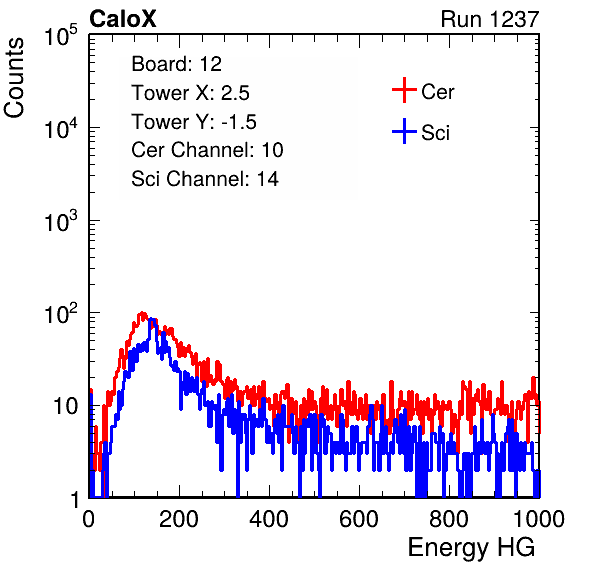 CaloX Run 1237
Counts
Board: 12
Tower X: 2.5
Tower Y: -1.5
Cer Channel: 10
Sci Channel: 14
Cer
Sci
10^5
10^4
10^3
10^2
10
1
0 200 400 600 800 1000
Energy HG